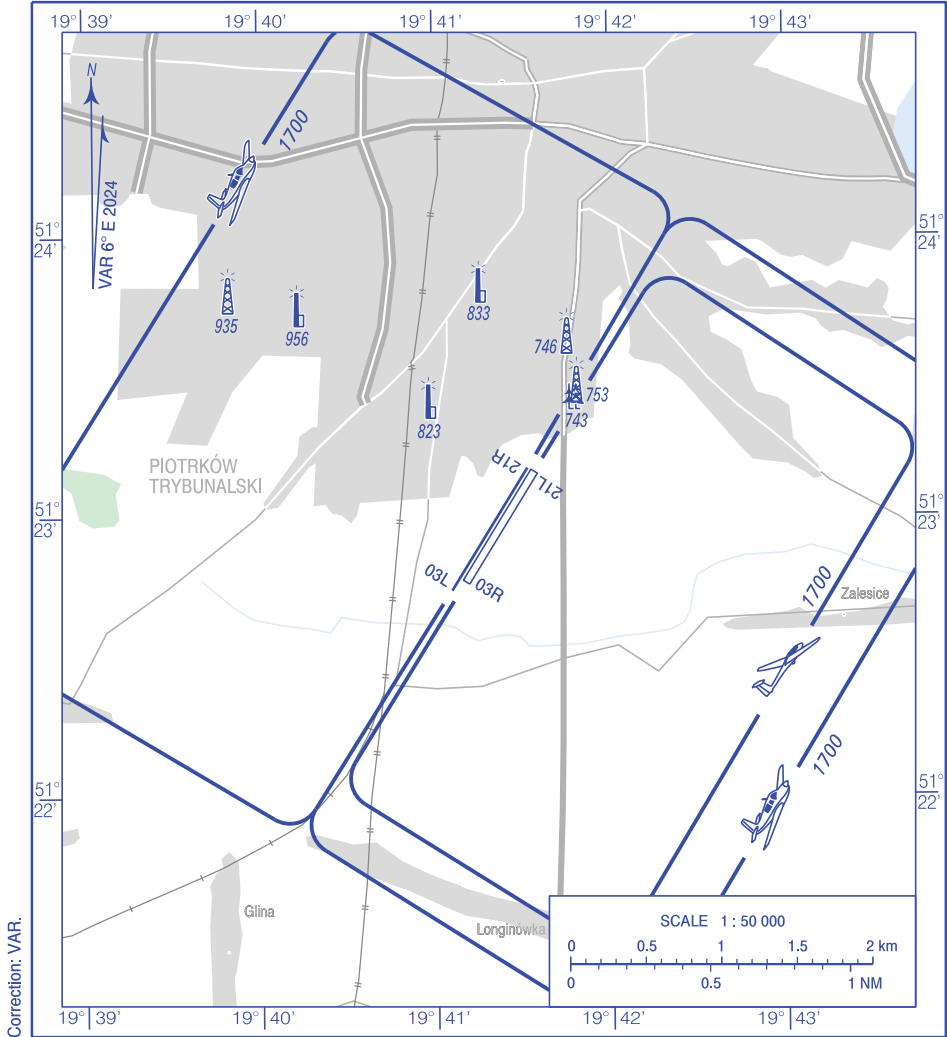 19° 39' 19° 40' 19° 41' 19° 42' 19° 43'
N
VAR 6° E 2024
1700
51°
24'
51°
24'
935
956
833
746
753
743
823
PIOTRKÓW
TRYBUNALSKI
21R
21L
51°
23'
51°
23'
03L
03R
1700
Zalesice
1700
51°
22'
51°
22'
Glina
Longinówka
SCALE 1 : 50 000
0 0.5 1 1.5 2 km
0 0.5 1 NM
19° 39' 19° 40' 19° 41' 19° 42' 19° 43'
Correction: VAR.